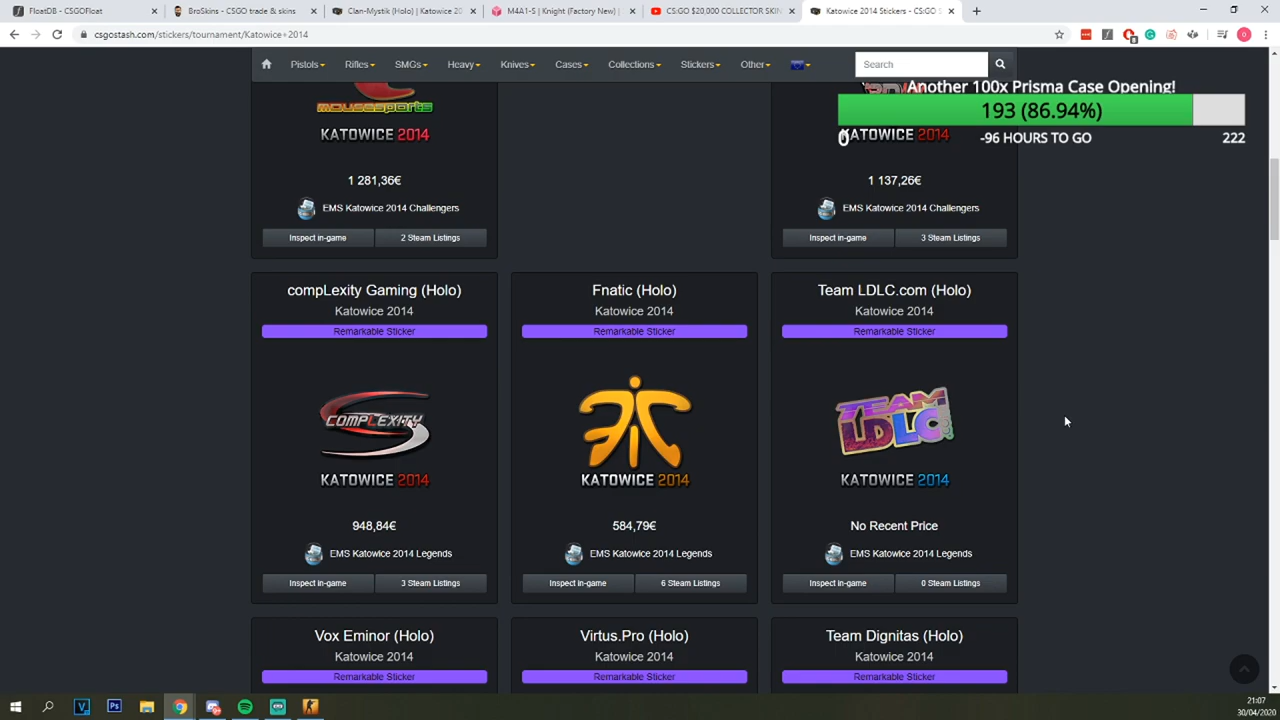 FloatDB - CSGOFloat
BroSkins - CSGO trade & skins
Clan-Mystik (Holo) | Katowice 20
M4A1-S | Knight (Factory New) |
CS:GO $20,000 COLLECTOR SKIN
Katowice 2014 Stickers - CS:GO S
csgostash.com/stickers/tournament/Katowice+2014
Pistols Rifles SMGs Heavy Knives Cases Collections Stickers Other Search
Another 100x Prisma Case Opening!
193 (86.94%)
0 -96 HOURS TO GO 222
mousesports
KATOWICE 2014
KATOWICE 2014
1 281,36€
1 137,26€
EMS Katowice 2014 Challengers
EMS Katowice 2014 Challengers
Inspect in-game 2 Steam Listings
Inspect in-game 3 Steam Listings
compLexity Gaming (Holo)
Katowice 2014
Remarkable Sticker
COMPLEXITY
KATOWICE 2014
948,84€
EMS Katowice 2014 Legends
Inspect in-game 3 Steam Listings
Fnatic (Holo)
Katowice 2014
Remarkable Sticker
KATOWICE 2014
584,79€
EMS Katowice 2014 Legends
Inspect in-game 6 Steam Listings
Team LDLC.com (Holo)
Katowice 2014
Remarkable Sticker
TEAM
LDLC
KATOWICE 2014
No Recent Price
EMS Katowice 2014 Legends
Inspect in-game 0 Steam Listings
Vox Eminor (Holo)
Katowice 2014
Remarkable Sticker
Virtus.Pro (Holo)
Katowice 2014
Remarkable Sticker
Team Dignitas (Holo)
Katowice 2014
Remarkable Sticker
21:07
30/04/2020